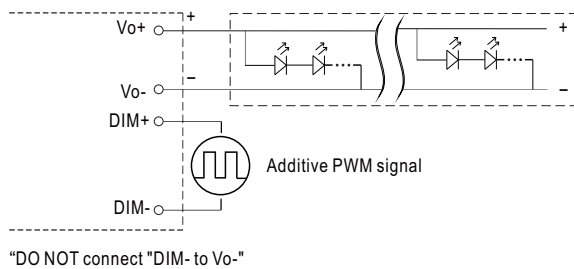 Vo+
+
+
−
Vo-
−
DIM+
Additive PWM signal
DIM-
“DO NOT connect "DIM- to Vo-"